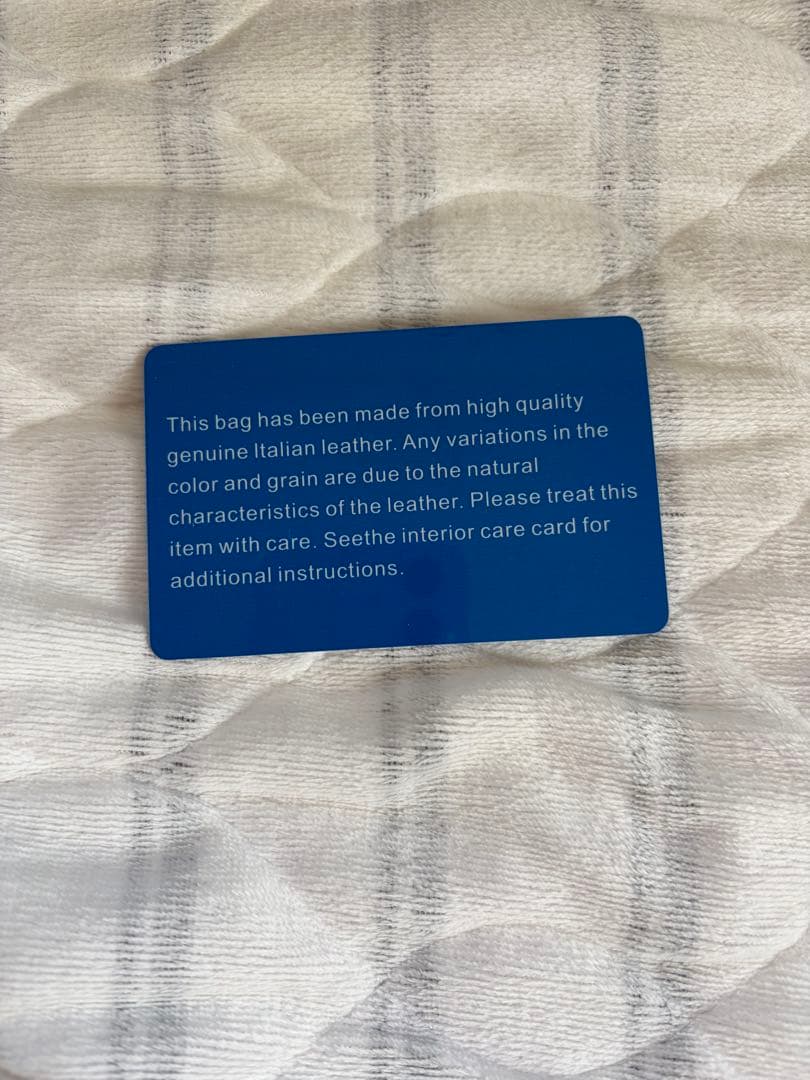 This bag has been made from high quality
genuine Italian leather. Any variations in the
color and grain are due to the natural
characteristics of the leather. Please treat this
item with care. Seethe interior care card for
additional instructions.